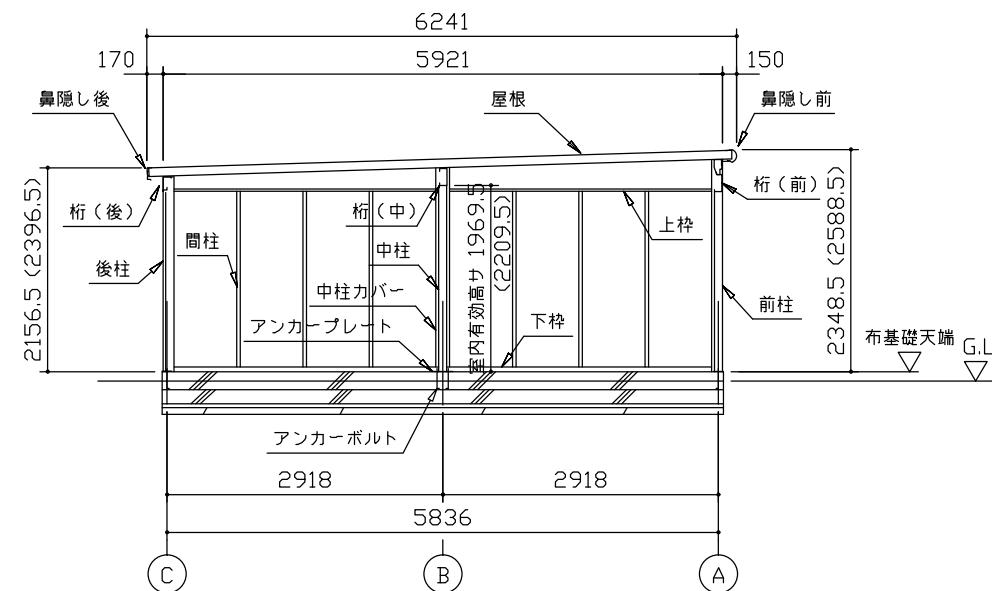 6241
170
5921
150
鼻隠し後
屋根
鼻隠し前
桁（後）
桁（中）
桁（前）
間柱
中柱
上枠
後柱
中柱カバー
前柱
アンカープレート
下枠
布基礎天端
G.L
アンカーボルト
2156.5 (2396.5)
室内有効高サ 1969.5
(2209.5)
2348.5 (2588.5)
2918
2918
5836
C
B
A